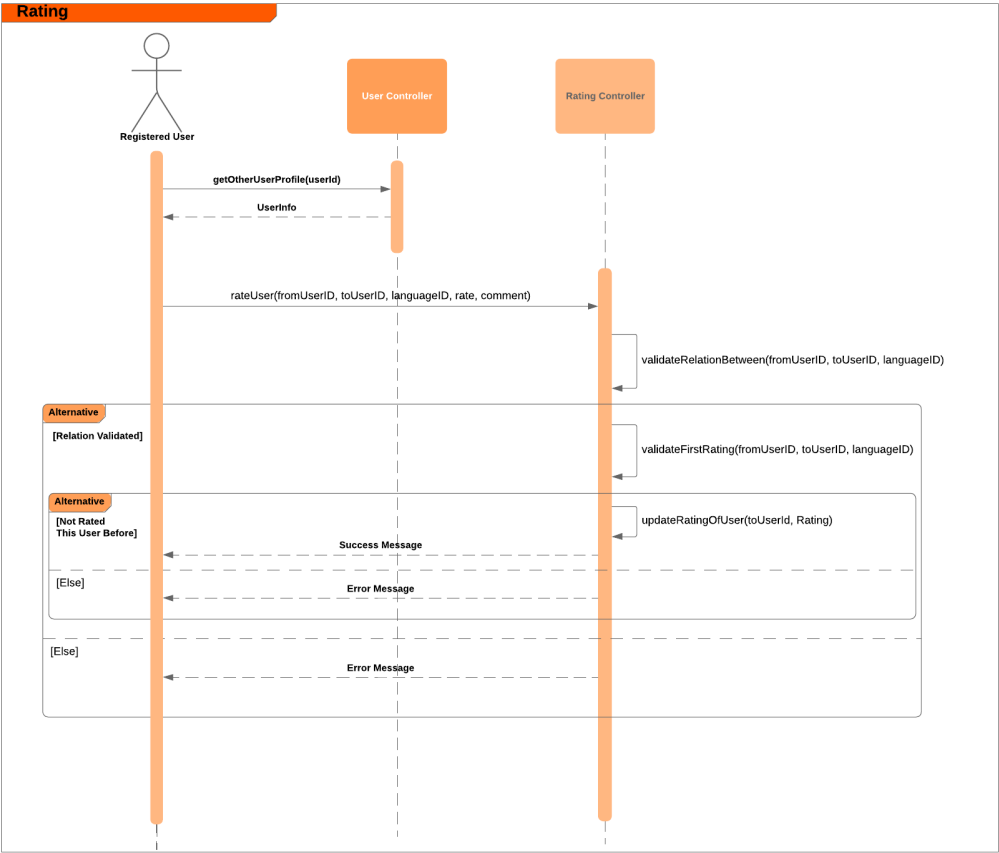 Rating
User Controller
Rating Controller
Registered User
getOtherUserProfile(userId)
UserInfo
rateUser(fromUserID, toUserID, languageID, rate, comment)
validateRelationBetween(fromUserID, toUserID, languageID)
Alternative
[Relation Validated]
validateFirstRating(fromUserID, toUserID, languageID)
Alternative
[Not Rated
This User Before]
updateRatingOfUser(toUserId, Rating)
Success Message
[Else]
Error Message
[Else]
Error Message